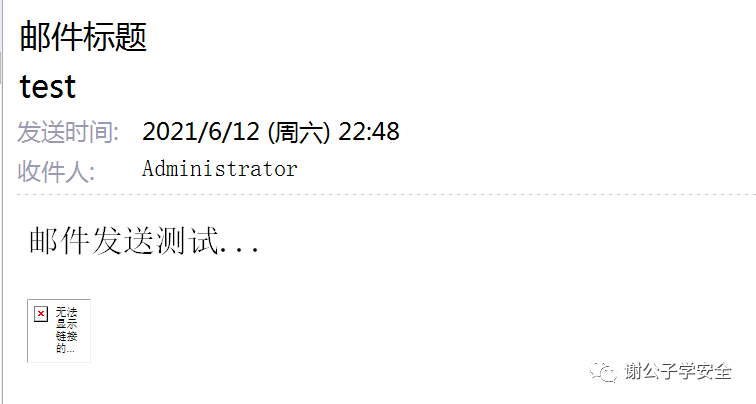 邮件标题
test
发送时间: 2021/6/12 (周六) 22:48
收件人: Administrator
邮件发送测试...
无法
显示
链接
的...
谢公子学安全